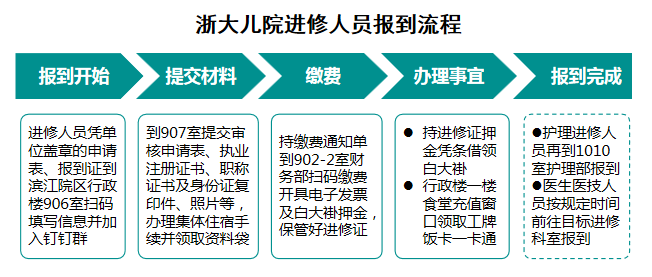 浙大儿院进修人员报到流程
报到开始
提交材料
缴费
办理事宜
报到完成
进修人员凭单
位盖章的申请
表、报到证到
滨江院区行政
楼906室扫码
填写信息并加
入钉钉群
到907室提交审
核申请表、执业
注册证书、职称
证书及身份证复
印件、照片等，
办理集体住宿手
续并领取资料袋
持缴费通知单
到902-2室财
务部扫码缴费
开具电子发票
及白大褂押金，
保管好进修证
● 持进修证押
金凭条借领
白大褂
● 行政楼一楼
食堂充值窗
口领取工牌
饭卡一卡通
●护理进修人
员再到1010
室护理部报到
●医生医技人
员按规定时间
前往目标进修
科室报到